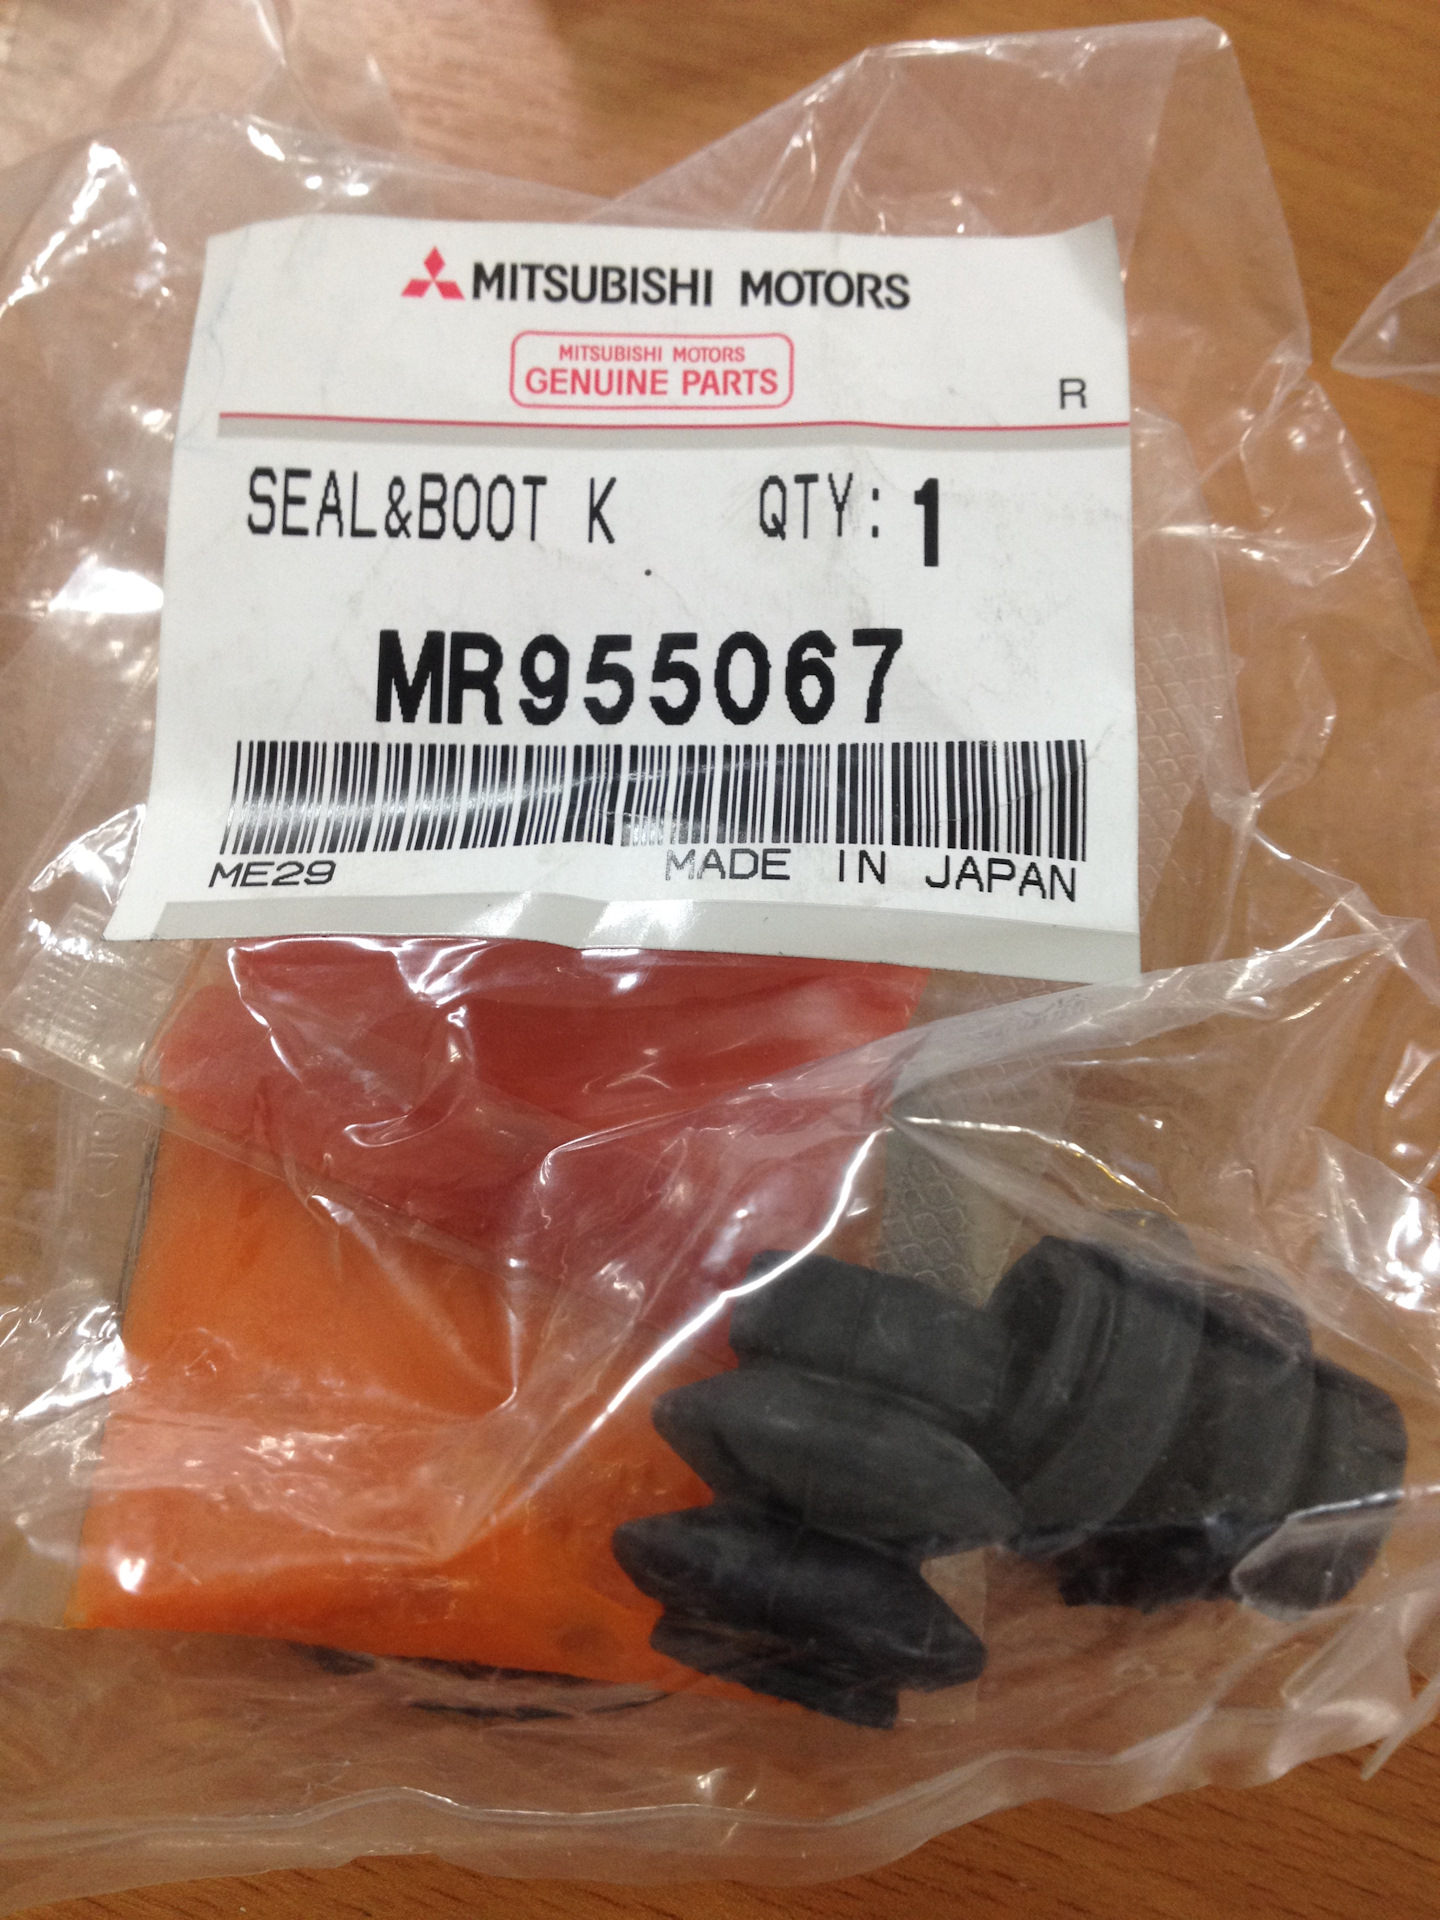 MITSUBISHI MOTORS
MITSUBISHI MOTORS
GENUINE PARTS
R
SEAL&BOOT K QTY: 1
MR955067
ME29 MADE IN JAPAN